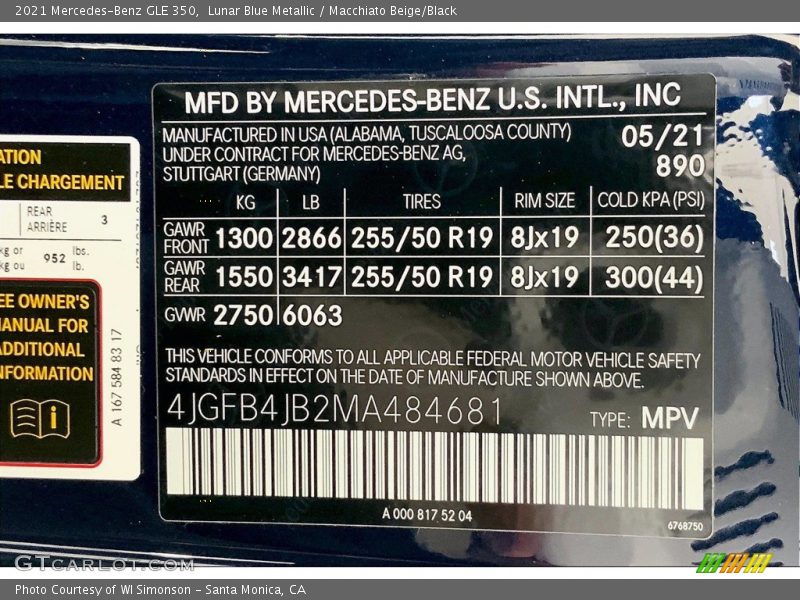 2021 Mercedes-Benz GLE 350, Lunar Blue Metallic / Macchiato Beige/Black
MFD BY MERCEDES-BENZ U.S. INTL., INC
MANUFACTURED IN USA (ALABAMA, TUSCALOOSA COUNTY) 05/21
UNDER CONTRACT FOR MERCEDES-BENZ AG, 890
STUTTGART (GERMANY)
KG LB TIRES RIM SIZE COLD KPA (PSI)
GAWR FRONT 1300 2866 255/50 R19 8Jx19 250(36)
GAWR REAR 1550 3417 255/50 R19 8Jx19 300(44)
GWR 2750 6063
THIS VEHICLE CONFORMS TO ALL APPLICABLE FEDERAL MOTOR VEHICLE SAFETY
STANDARDS IN EFFECT ON THE DATE OF MANUFACTURE SHOWN ABOVE.
4JGFB4JB2MA484681 TYPE: MPV
A 000 817 52 04
6768750
ATION
LE CHARGEMENT
REAR
ARRIÈRE 3
kg or 952 lbs.
kg ou lb.
EE OWNER'S
MANUAL FOR
ADDITIONAL
NFORMATION
A 167 584 83 17
GTCARLOT.COM
Photo Courtesy of WI Simonson - Santa Monica, CA